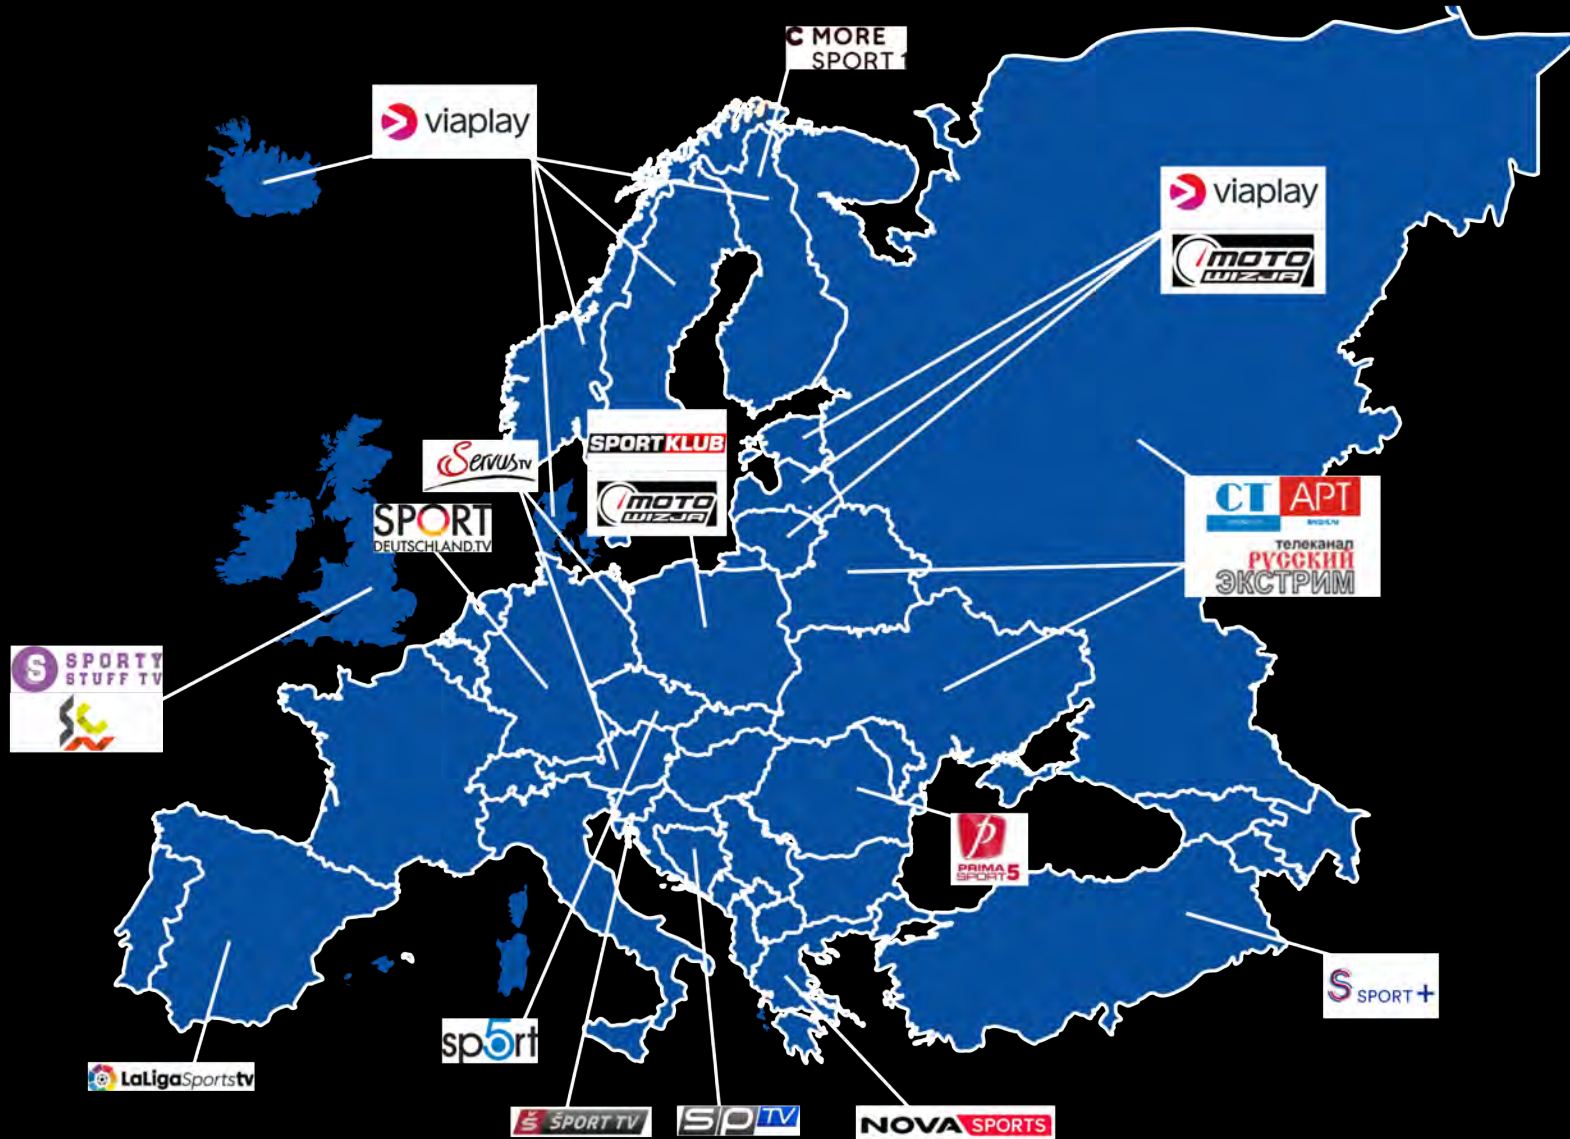 C MORE
SPORT 1
viaplay
viaplay
MOTO
WIZJA
SPORT KLUB
MOTO
WIZJA
ServusTV
SPORT
DEUTSCHLAND.TV
СТ АРТ
телеканал
РУССКИЙ
ЭКСТРИМ
S SPORTY
STUFF TV
p
PRIMA
SPORT 5
S SPORT +
sp5rt
LaLigaSportstv
Š ŠPORT TV
SPTV
NOVA SPORTS